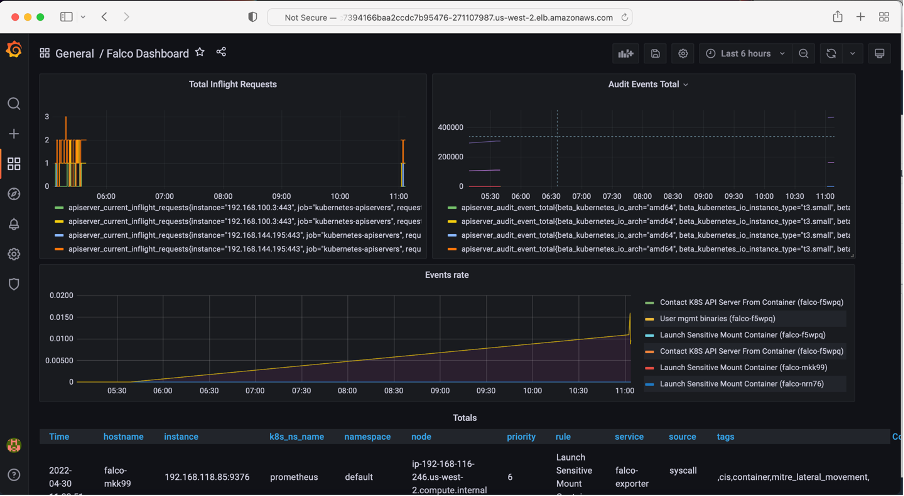 Not Secure — 7394166baa2ccdc7b95476-271107987.us-west-2.elb.amazonaws.com
General / Falco Dashboard
Last 6 hours
Total Inflight Requests
3
2
1
0
06:00 07:00 08:00 09:00 10:00 11:00
apiserver_current_inflight_requests{instance="192.168.100.3:443", job="kubernetes-apiservers", request
apiserver_current_inflight_requests{instance="192.168.100.3:443", job="kubernetes-apiservers", request
apiserver_current_inflight_requests{instance="192.168.144.195:443", job="kubernetes-apiservers", requ
apiserver_current_inflight_requests{instance="192.168.144.195:443", job="kubernetes-apiservers", requ
Audit Events Total
400000
200000
0
05:30 06:00 06:30 07:00 07:30 08:00 08:30 09:00 09:30 10:00 10:30 11:00
apiserver_audit_event_total{beta_kubernetes_io_arch="amd64", beta_kubernetes_io_instance_type="t3.small", beta
apiserver_audit_event_total{beta_kubernetes_io_arch="amd64", beta_kubernetes_io_instance_type="t3.small", beta
apiserver_audit_event_total{beta_kubernetes_io_arch="amd64", beta_kubernetes_io_instance_type="t3.small", beta
apiserver_audit_event_total{beta_kubernetes_io_arch="amd64", beta_kubernetes_io_instance_type="t3.small", beta
Events rate
0.0200
0.0150
0.0100
0.00500
0
05:30 06:00 06:30 07:00 07:30 08:00 08:30 09:00 09:30 10:00 10:30 11:00
Contact K8S API Server From Container (falco-f5wpq)
User mgmt binaries (falco-f5wpq)
Launch Sensitive Mount Container (falco-f5wpq)
Contact K8S API Server From Container (falco-f5wpq)
Launch Sensitive Mount Container (falco-mkk99)
Launch Sensitive Mount Container (falco-nrn76)
Totals
Time hostname instance k8s_ns_name namespace node priority rule service source tags Co
2022-
04-30
falco-
mkk99
192.168.118.85:9376
prometheus
default
ip-192-168-116-
246.us-west-
2.compute.internal
6
Launch
Sensitive
Mount
falco-
exporter
syscall
,cis,container,mitre_lateral_movement,